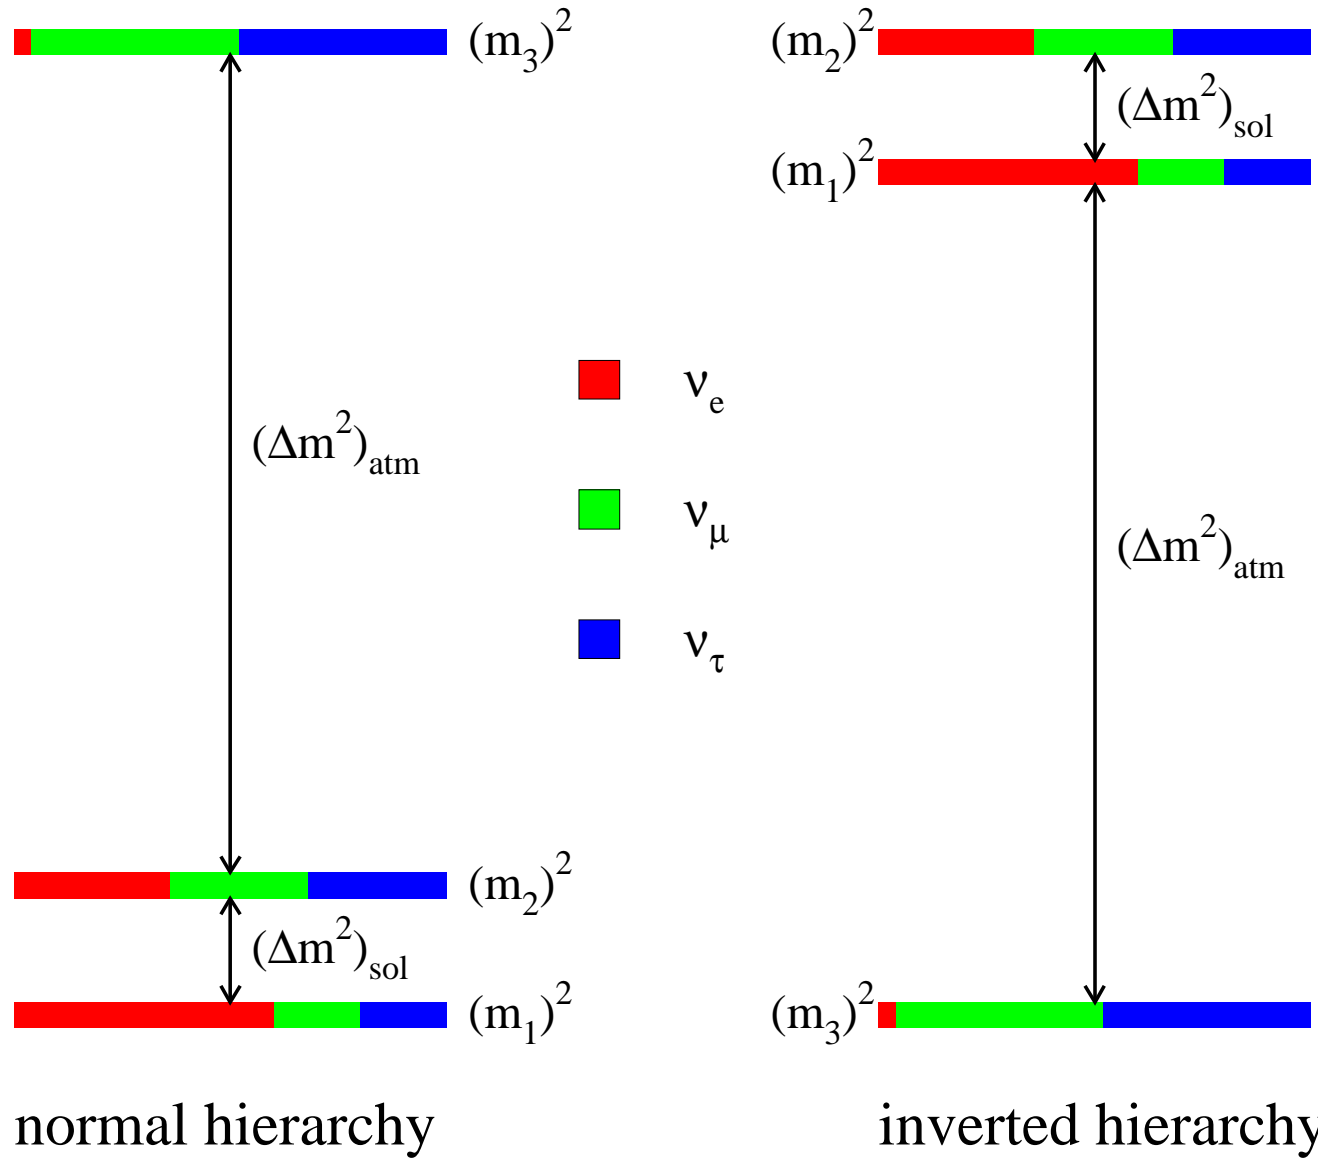 (m₃)²
(m₂)²
(Δm²)sol
(m₁)²
νe
(Δm²)atm
νμ
(Δm²)atm
ντ
(m₂)²
(Δm²)sol
(m₁)²
(m₃)²
normal hierarchy
inverted hierarchy